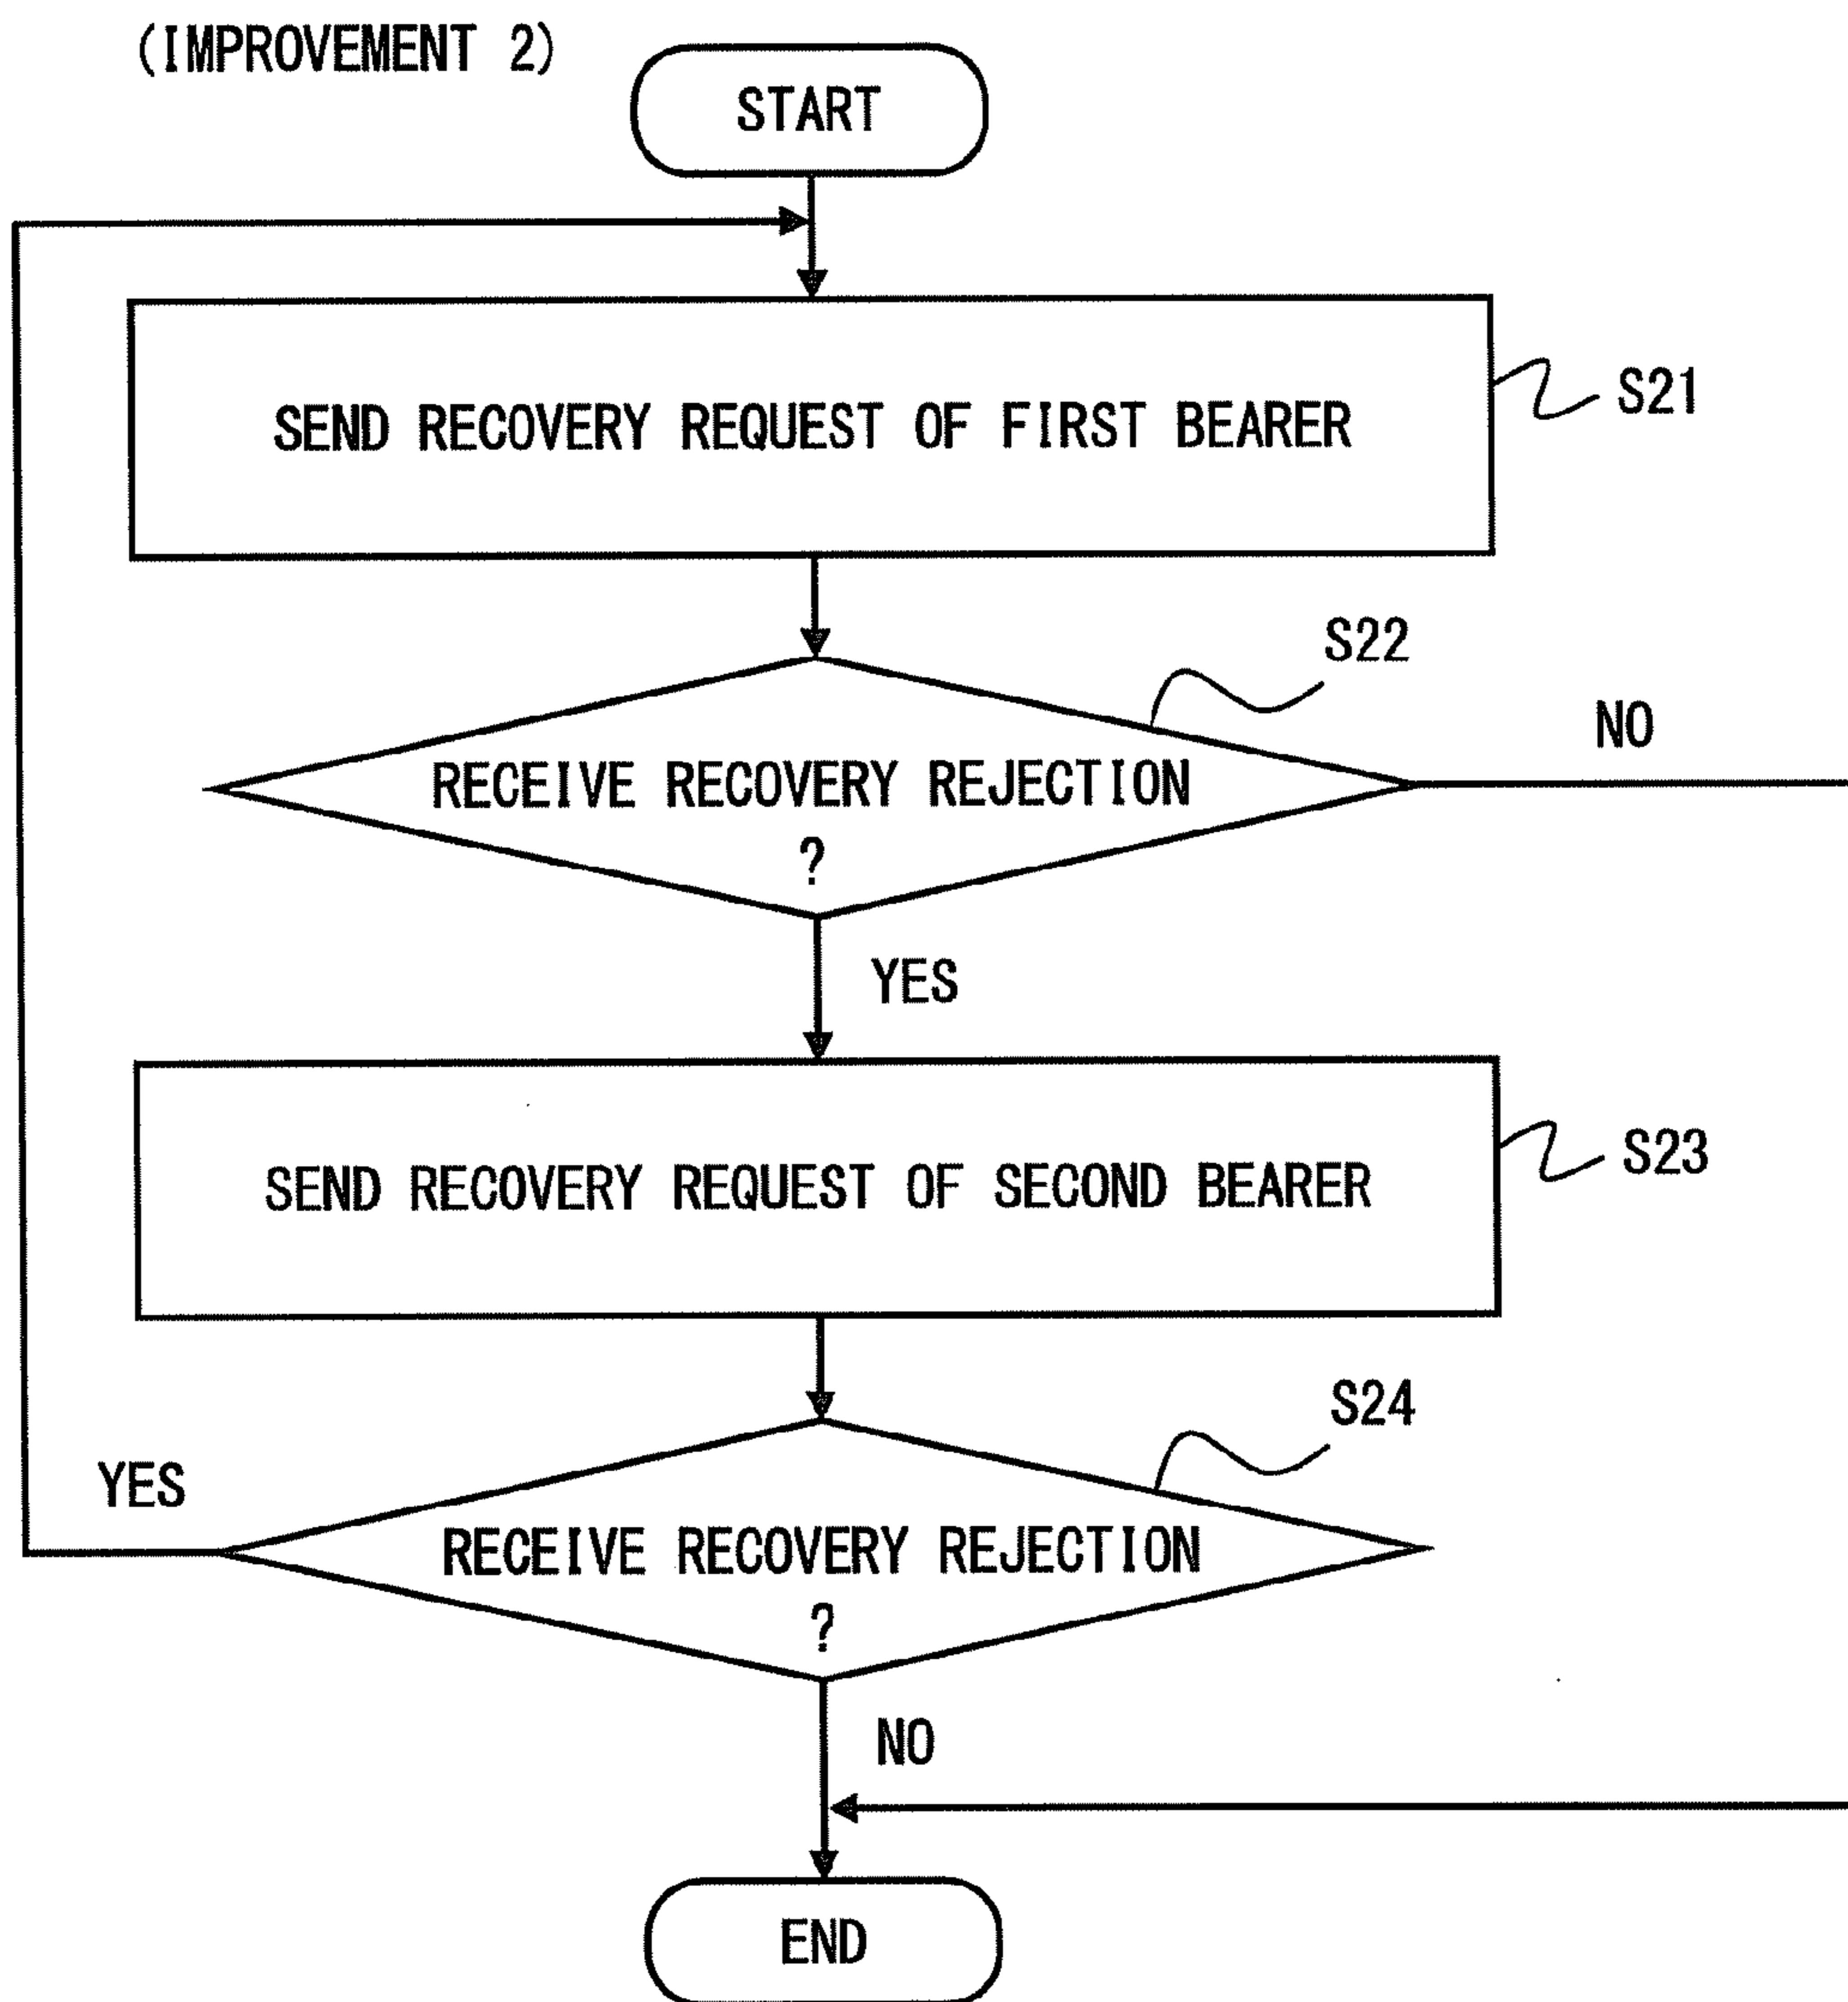 (IMPROVEMENT 2)
START
SEND RECOVERY REQUEST OF FIRST BEARER
S21
S22
RECEIVE RECOVERY REJECTION
?
NO
YES
SEND RECOVERY REQUEST OF SECOND BEARER
S23
S24
YES
RECEIVE RECOVERY REJECTION
?
NO
END